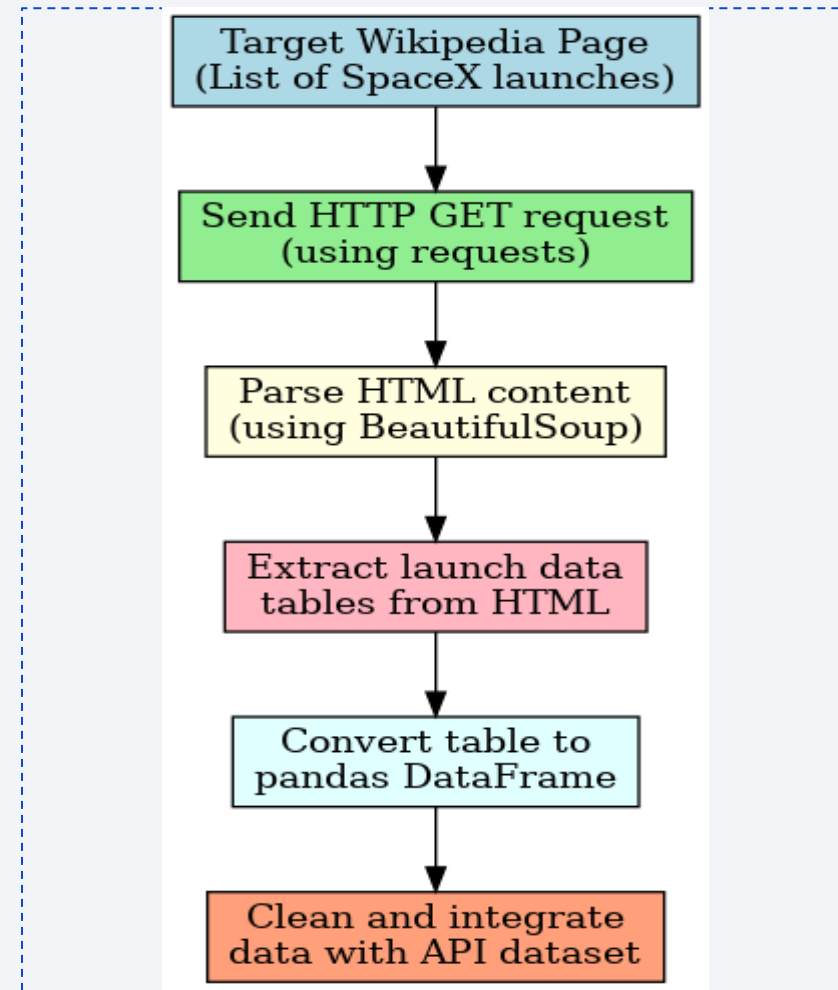 Target Wikipedia Page
(List of SpaceX launches)
Send HTTP GET request
(using requests)
Parse HTML content
(using BeautifulSoup)
Extract launch data
tables from HTML
Convert table to
pandas DataFrame
Clean and integrate
data with API dataset